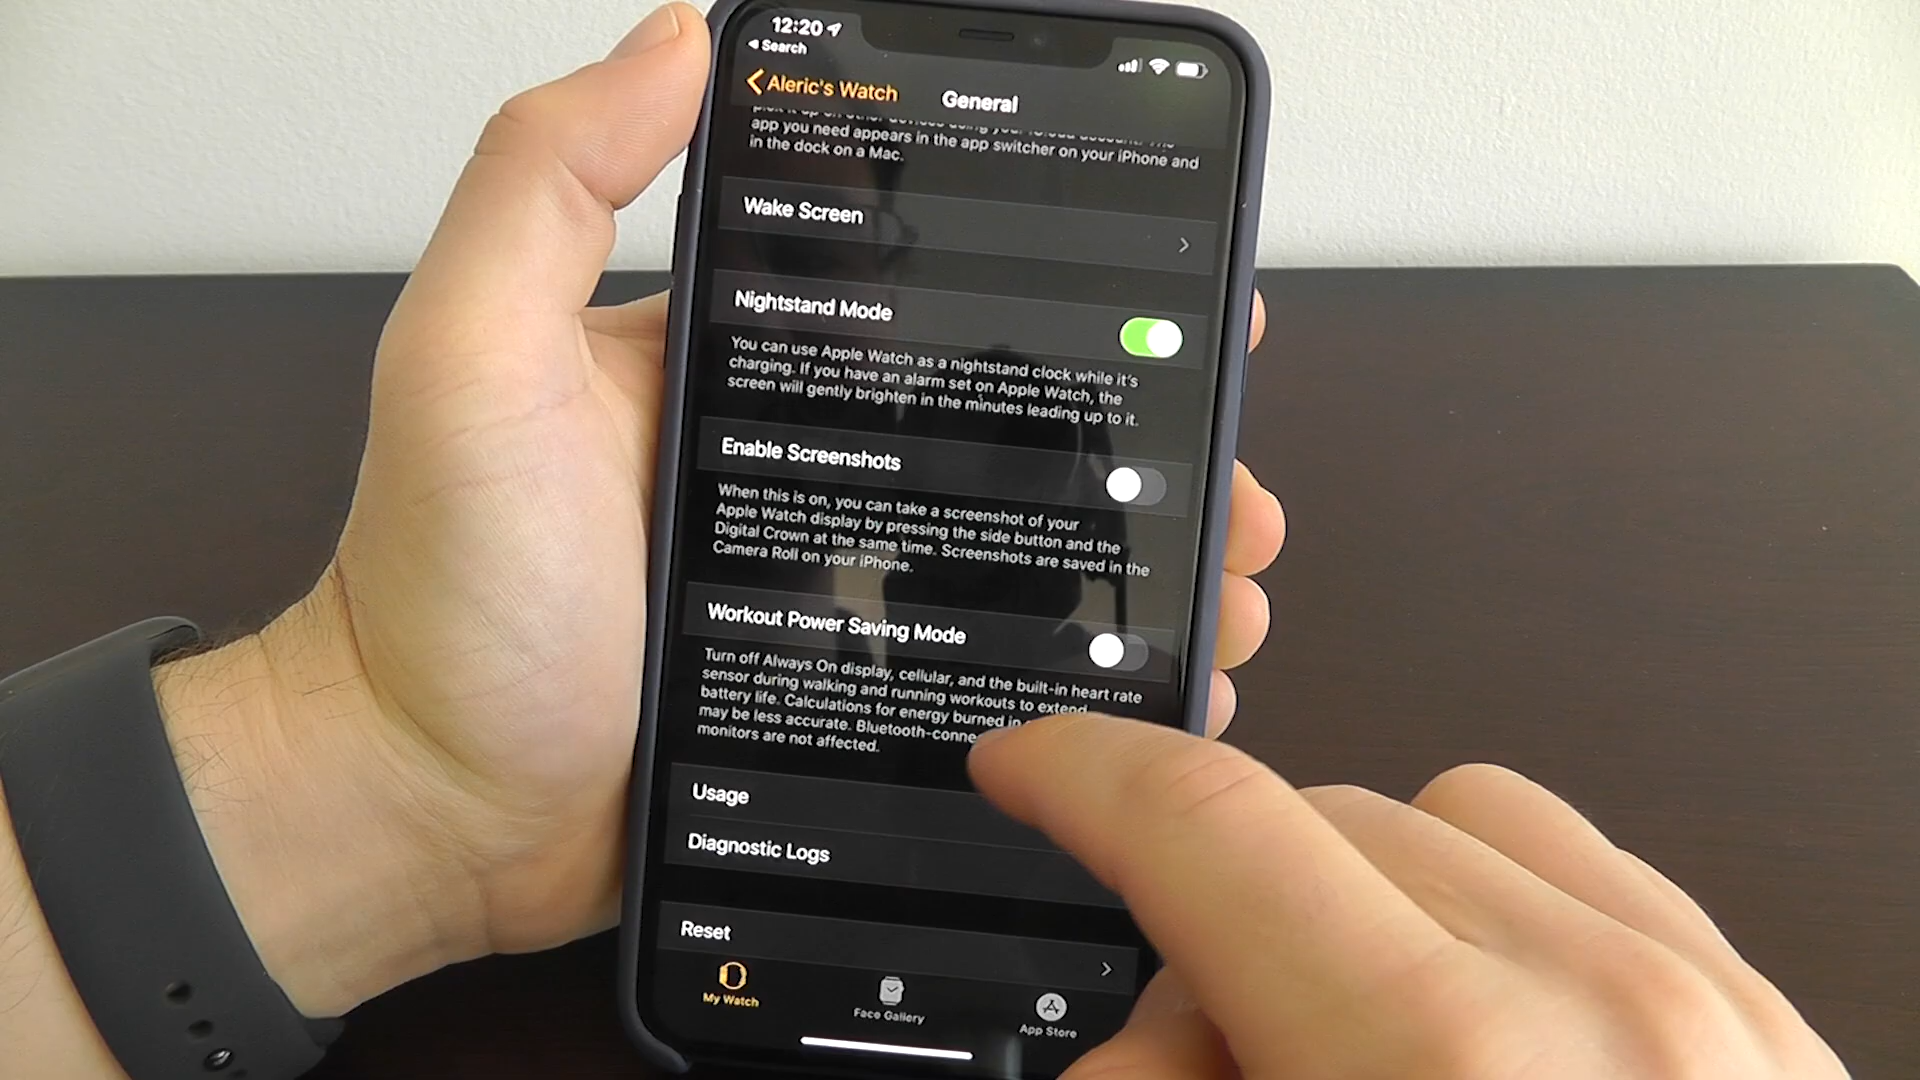 12:20
Search
Aleric's Watch
General
app you need appears in the app switcher on your iPhone and
in the dock on a Mac.
Wake Screen
Nightstand Mode
You can use Apple Watch as a nightstand clock while it's
charging. If you have an alarm set on Apple Watch, the
screen will gently brighten in the minutes leading up to it.
Enable Screenshots
When this is on, you can take a screenshot of your
Apple Watch display by pressing the side button and the
Digital Crown at the same time. Screenshots are saved in the
Camera Roll on your iPhone.
Workout Power Saving Mode
Turn off Always On display, cellular, and the built-in heart rate
sensor during walking and running workouts to extend
battery life. Calculations for energy burned in
may be less accurate. Bluetooth-conne
monitors are not affected.
Usage
Diagnostic Logs
Reset
My Watch
Face Gallery
App Store